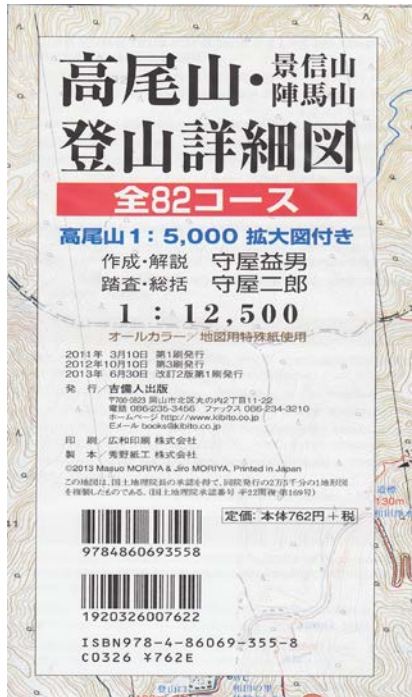 高尾山・景信山陣馬山
登山詳細図
全82コース
高尾山1:5,000 拡大図付き
作成・解説 守屋益男
踏査・総括 守屋二郎
1:12,500
オールカラー/地図用特殊紙使用
2011年 3月10日 第1刷発行
2012年10月10日 第3刷発行
2013年 6月30日 改訂2版第1刷発行
発 行/吉備人出版
〒700-0823 岡山市北区丸の内2丁目11-22
電話 086-235-3456 ファックス 086-234-3210
ホームページ http://www.kibito.co.jp
Eメール books@kibito.co.jp
印 刷/広和印刷 株式会社
製 本/秀野紙工 株式会社
©2013 Masuo MORIYA & Jiro MORIYA, Printed in Japan
この地図は、国土地理院長の承認を得て、同院発行の2万5千分の1地形図
を複製したものである。(国土地理院承認番号 平22関複・第169号)
定価:本体762円+税
9784860693558
1920326007622
ISBN978-4-86069-355-8
C0326 ¥762E
道標
130m
登山口
和田の里